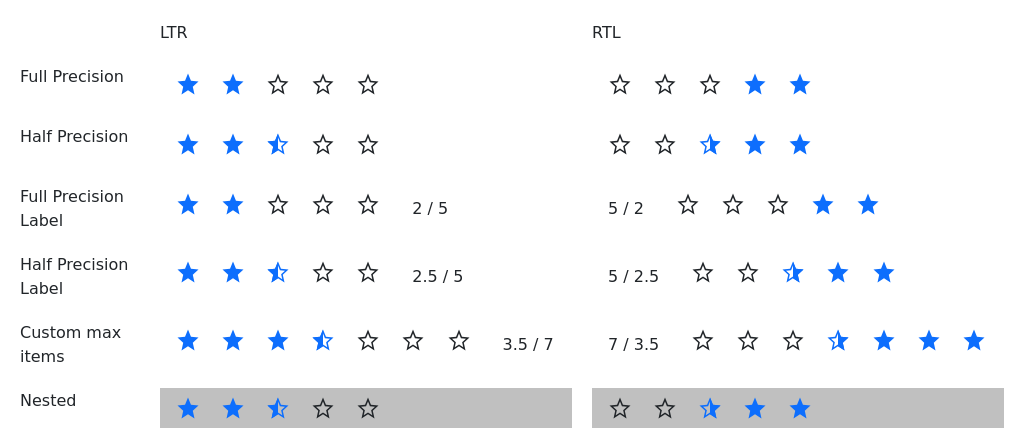 LTR RTL
Full Precision
Half Precision
Full Precision
Label
2 / 5
5 / 2
Half Precision
Label
2.5 / 5
5 / 2.5
Custom max
items
3.5 / 7
7 / 3.5
Nested